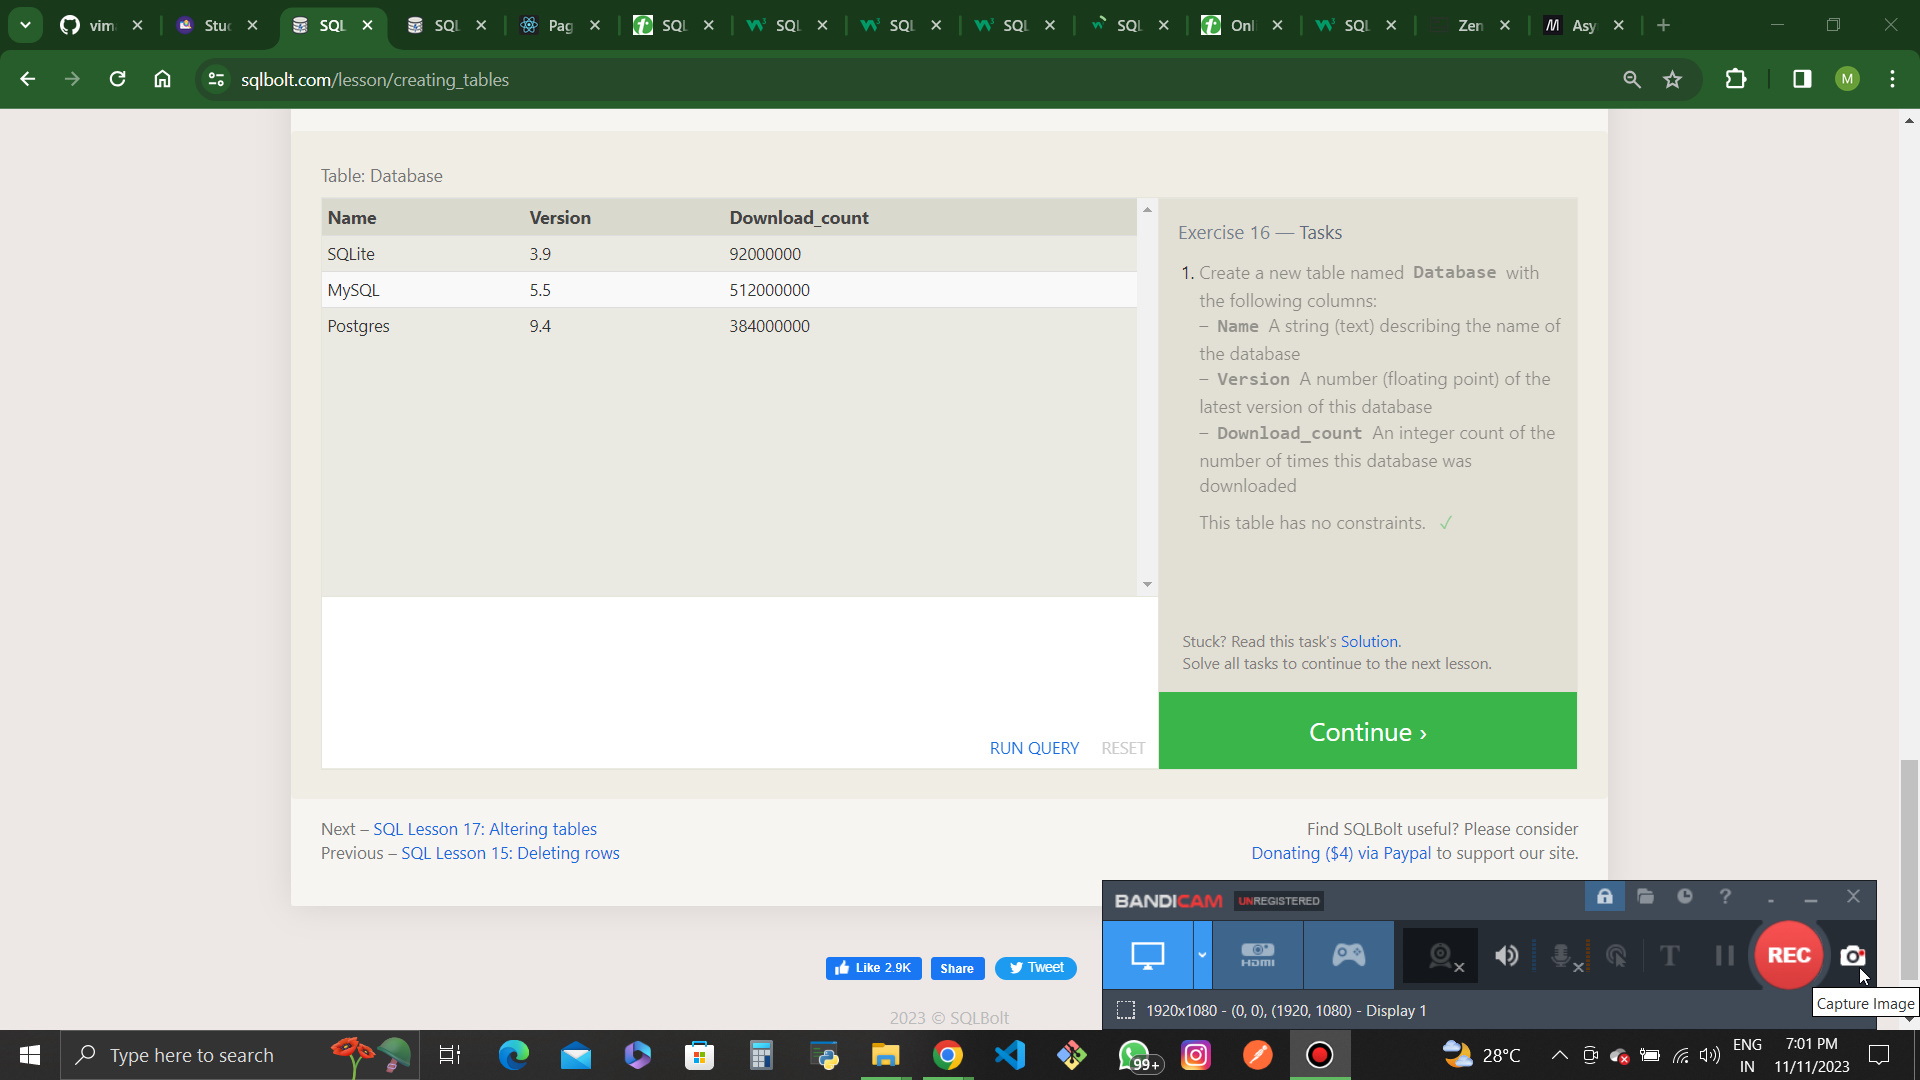 vim
Stuc
SQL
SQL
Pag
SQL
SQL
SQL
SQL
SQL
Onli
SQL
Zen
Asy
sqlbolt.com/lesson/creating_tables
M
Table: Database
Name Version Download_count
SQLite 3.9 92000000
MySQL 5.5 512000000
Postgres 9.4 384000000
Exercise 16 — Tasks
1. Create a new table named Database with
the following columns:
– Name A string (text) describing the name of
the database
– Version A number (floating point) of the
latest version of this database
– Download_count An integer count of the
number of times this database was
downloaded
This table has no constraints. ✓
Stuck? Read this task's Solution.
Solve all tasks to continue to the next lesson.
RUN QUERY RESET
Continue ›
Next – SQL Lesson 17: Altering tables
Previous – SQL Lesson 15: Deleting rows
Find SQLBolt useful? Please consider
Donating ($4) via Paypal to support our site.
Like 2.9K
Share
Tweet
2023 © SQLBolt
BANDICAM UNREGISTERED
HDMI
T
REC
1920x1080 - (0, 0), (1920, 1080) - Display 1
Capture Image
Type here to search
99+
28°C
ENG
IN
7:01 PM
11/11/2023